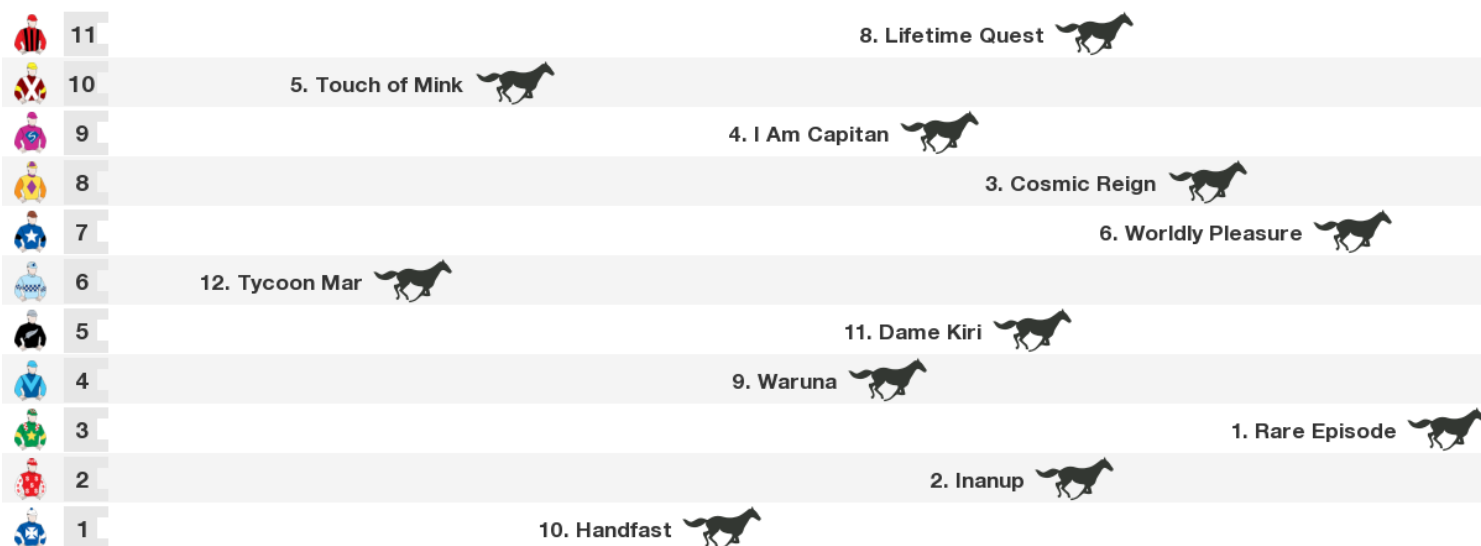 11 8. Lifetime Quest
10 5. Touch of Mink
9 4. I Am Capitan
8 3. Cosmic Reign
7 6. Worldly Pleasure
6 12. Tycoon Mar
5 11. Dame Kiri
4 9. Waruna
3 1. Rare Episode
2 2. Inanup
1 10. Handfast